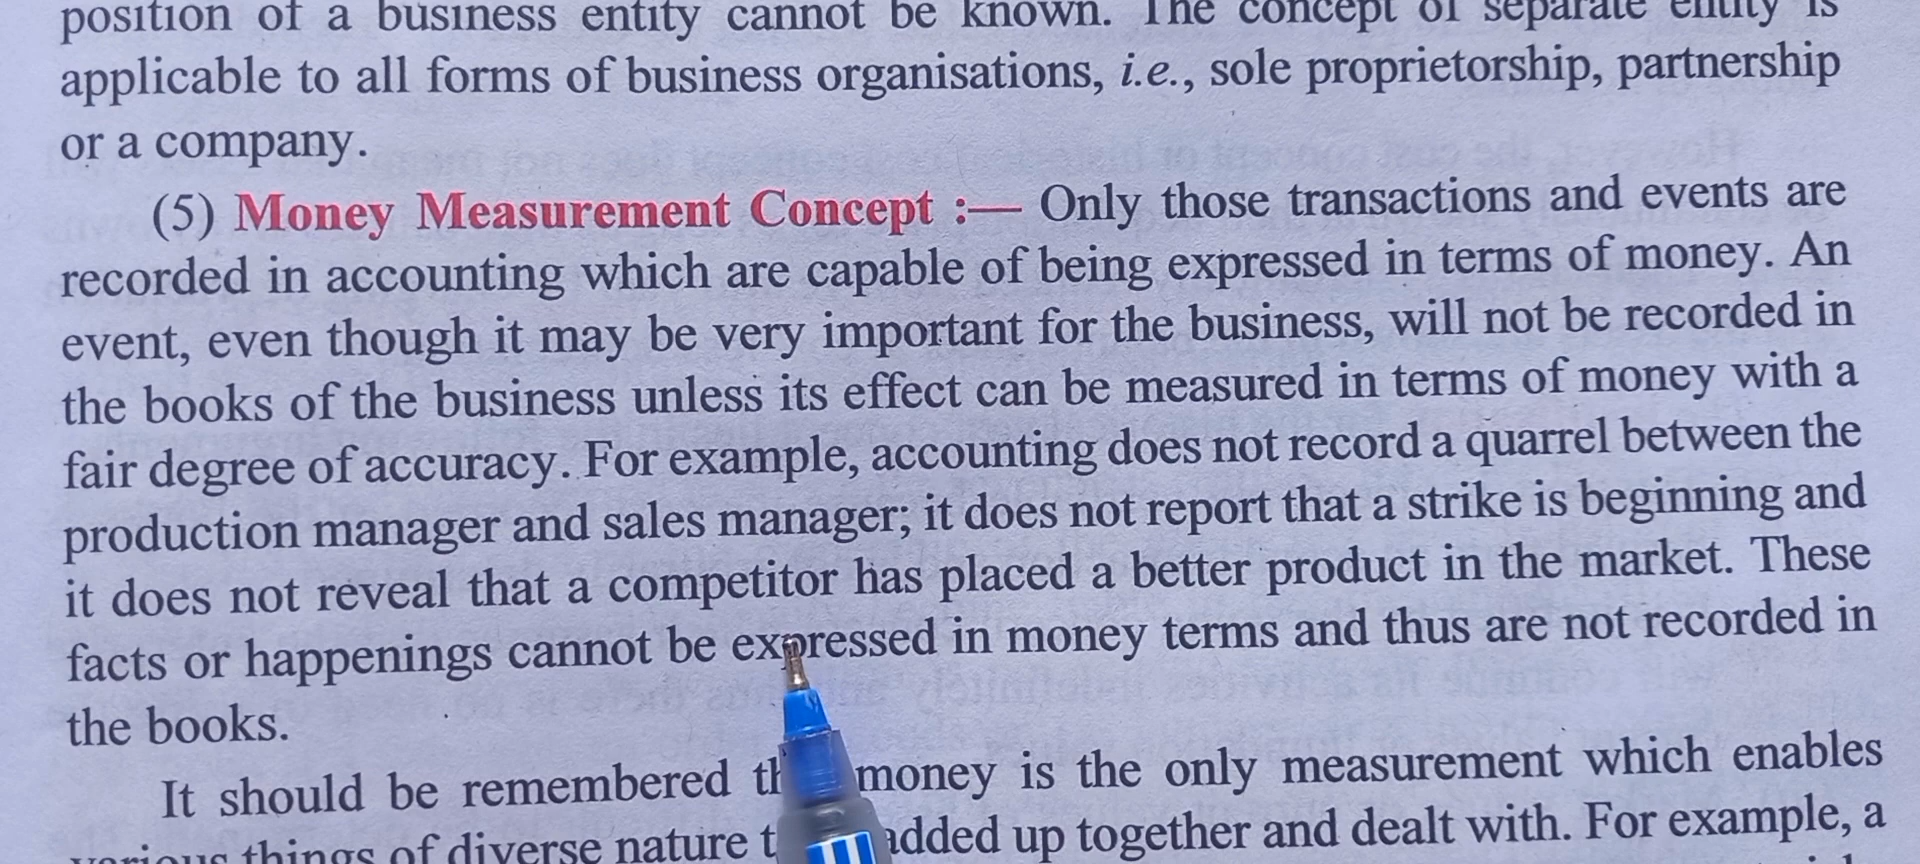 position of a business entity cannot be known. The concept of separate entity is
applicable to all forms of business organisations, i.e., sole proprietorship, partnership
or a company.
(5) Money Measurement Concept :— Only those transactions and events are
recorded in accounting which are capable of being expressed in terms of money. An
event, even though it may be very important for the business, will not be recorded in
the books of the business unless its effect can be measured in terms of money with a
fair degree of accuracy. For example, accounting does not record a quarrel between the
production manager and sales manager; it does not report that a strike is beginning and
it does not reveal that a competitor has placed a better product in the market. These
facts or happenings cannot be expressed in money terms and thus are not recorded in
the books.
It should be remembered money is the only measurement which enables
various things of diverse nature added up together and dealt with. For example, a